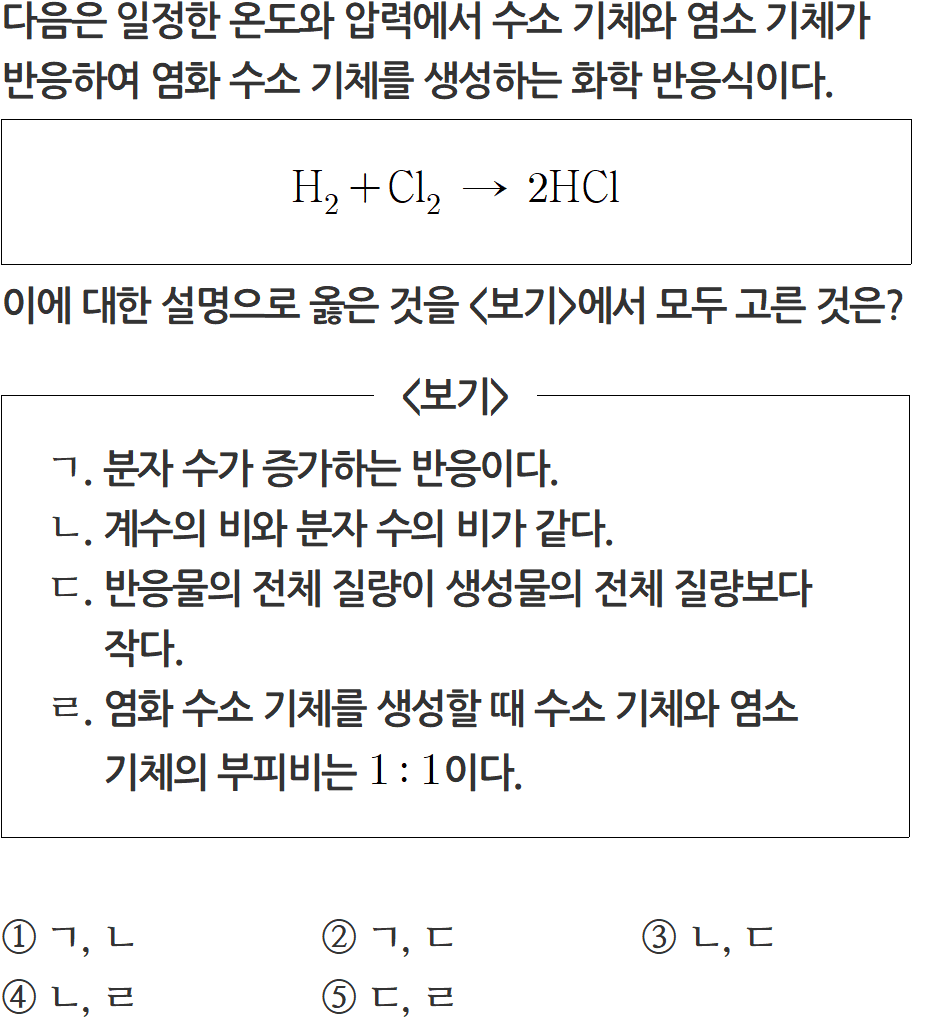 다음은 일정한 온도와 압력에서 수소 기체와 염소 기체가
반응하여 염화 수소 기체를 생성하는 화학 반응식이다.
H₂ + Cl₂ → 2HCl
이에 대한 설명으로 옳은 것을 <보기>에서 모두 고른 것은?
<보기>
ㄱ. 분자 수가 증가하는 반응이다.
ㄴ. 계수의 비와 분자 수의 비가 같다.
ㄷ. 반응물의 전체 질량이 생성물의 전체 질량보다
작다.
ㄹ. 염화 수소 기체를 생성할 때 수소 기체와 염소
기체의 부피비는 1 : 1이다.
① ㄱ, ㄴ ② ㄱ, ㄷ ③ ㄴ, ㄷ
④ ㄴ, ㄹ ⑤ ㄷ, ㄹ